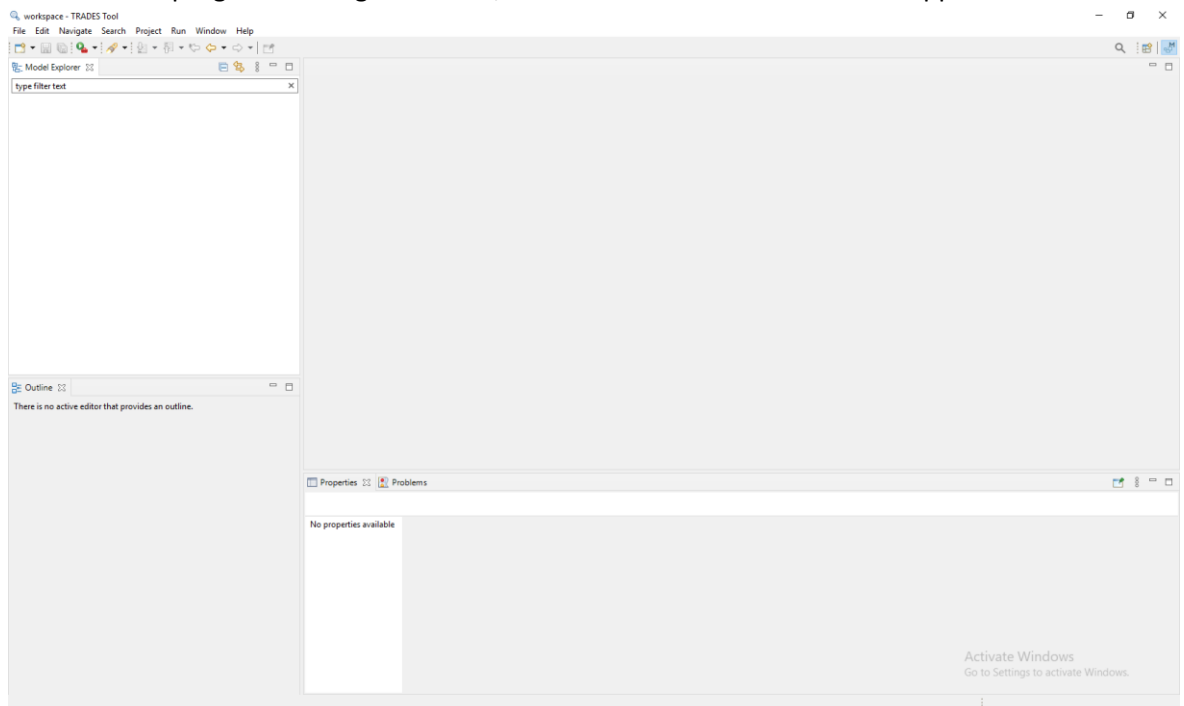 workspace - TRADES Tool
File Edit Navigate Search Project Run Window Help
Model Explorer
type filter text
Outline
There is no active editor that provides an outline.
Properties Problems
No properties available
Activate Windows
Go to Settings to activate Windows.